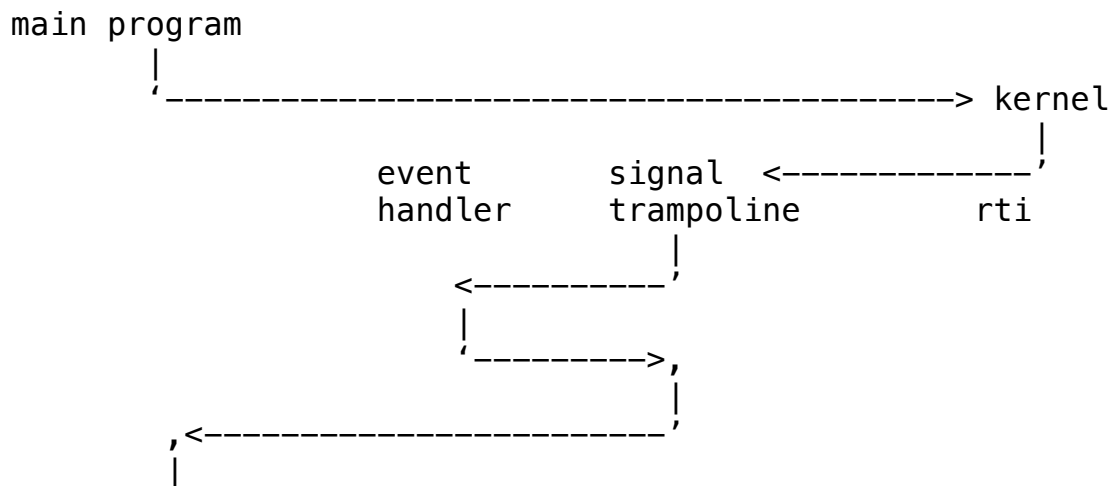 main program
kernel
event signal
handler trampoline rti